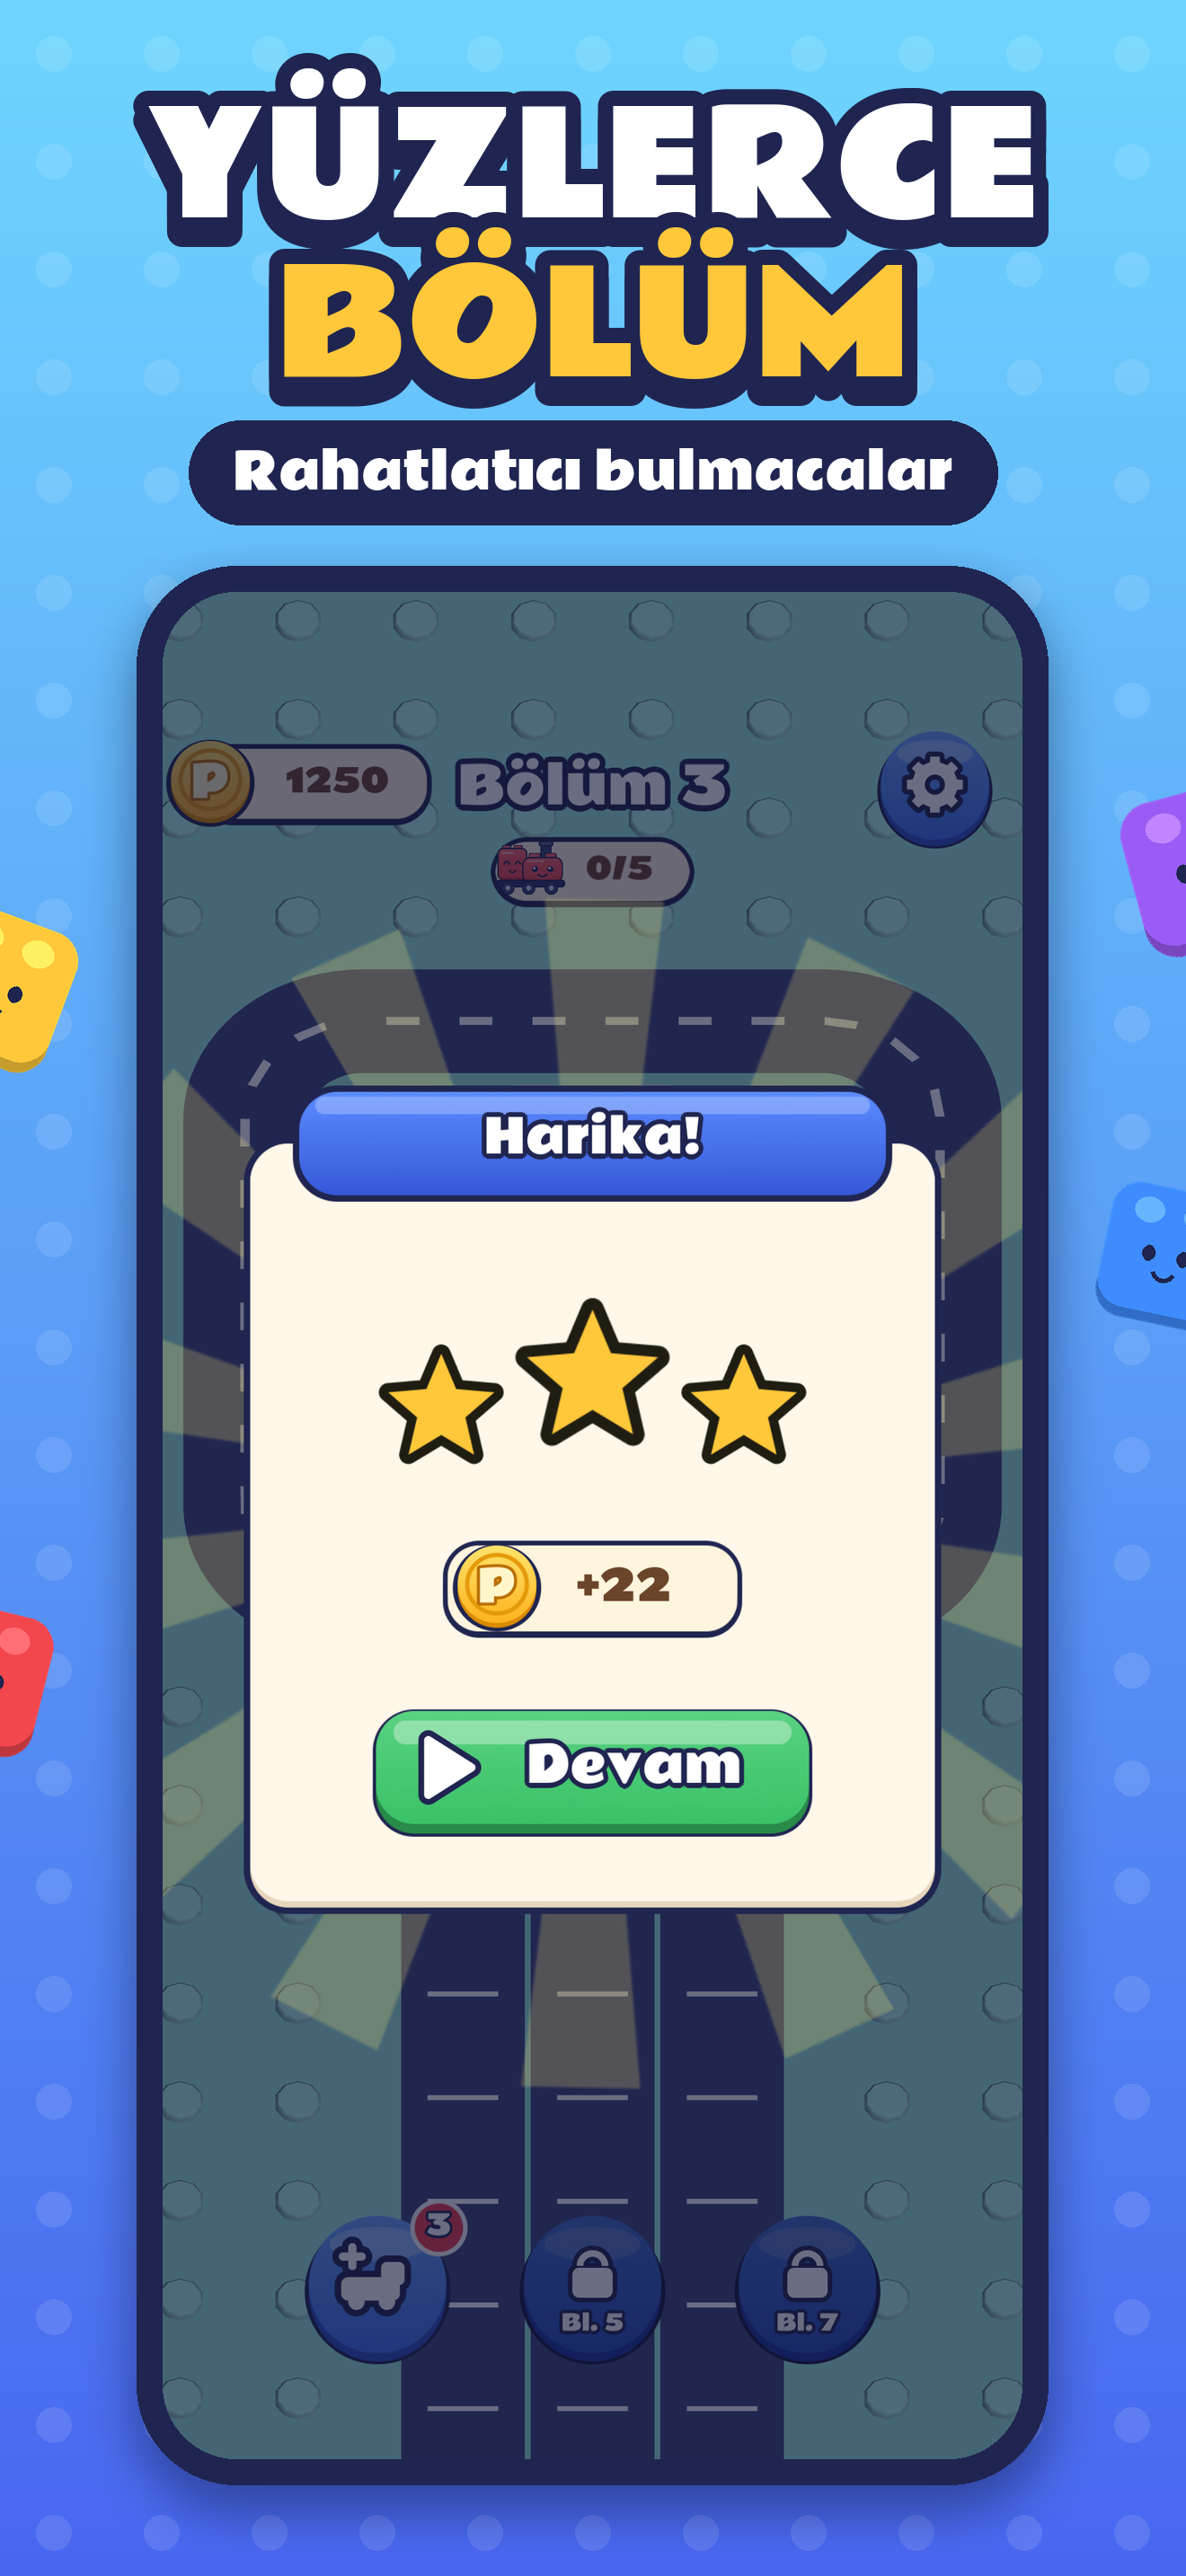 YÜZLERCE
BÖLÜM
Rahatlatıcı bulmacalar
P 1250
Bölüm 3
0/5
Harika!
P +22
Devam
3
Bl. 5
Bl. 7